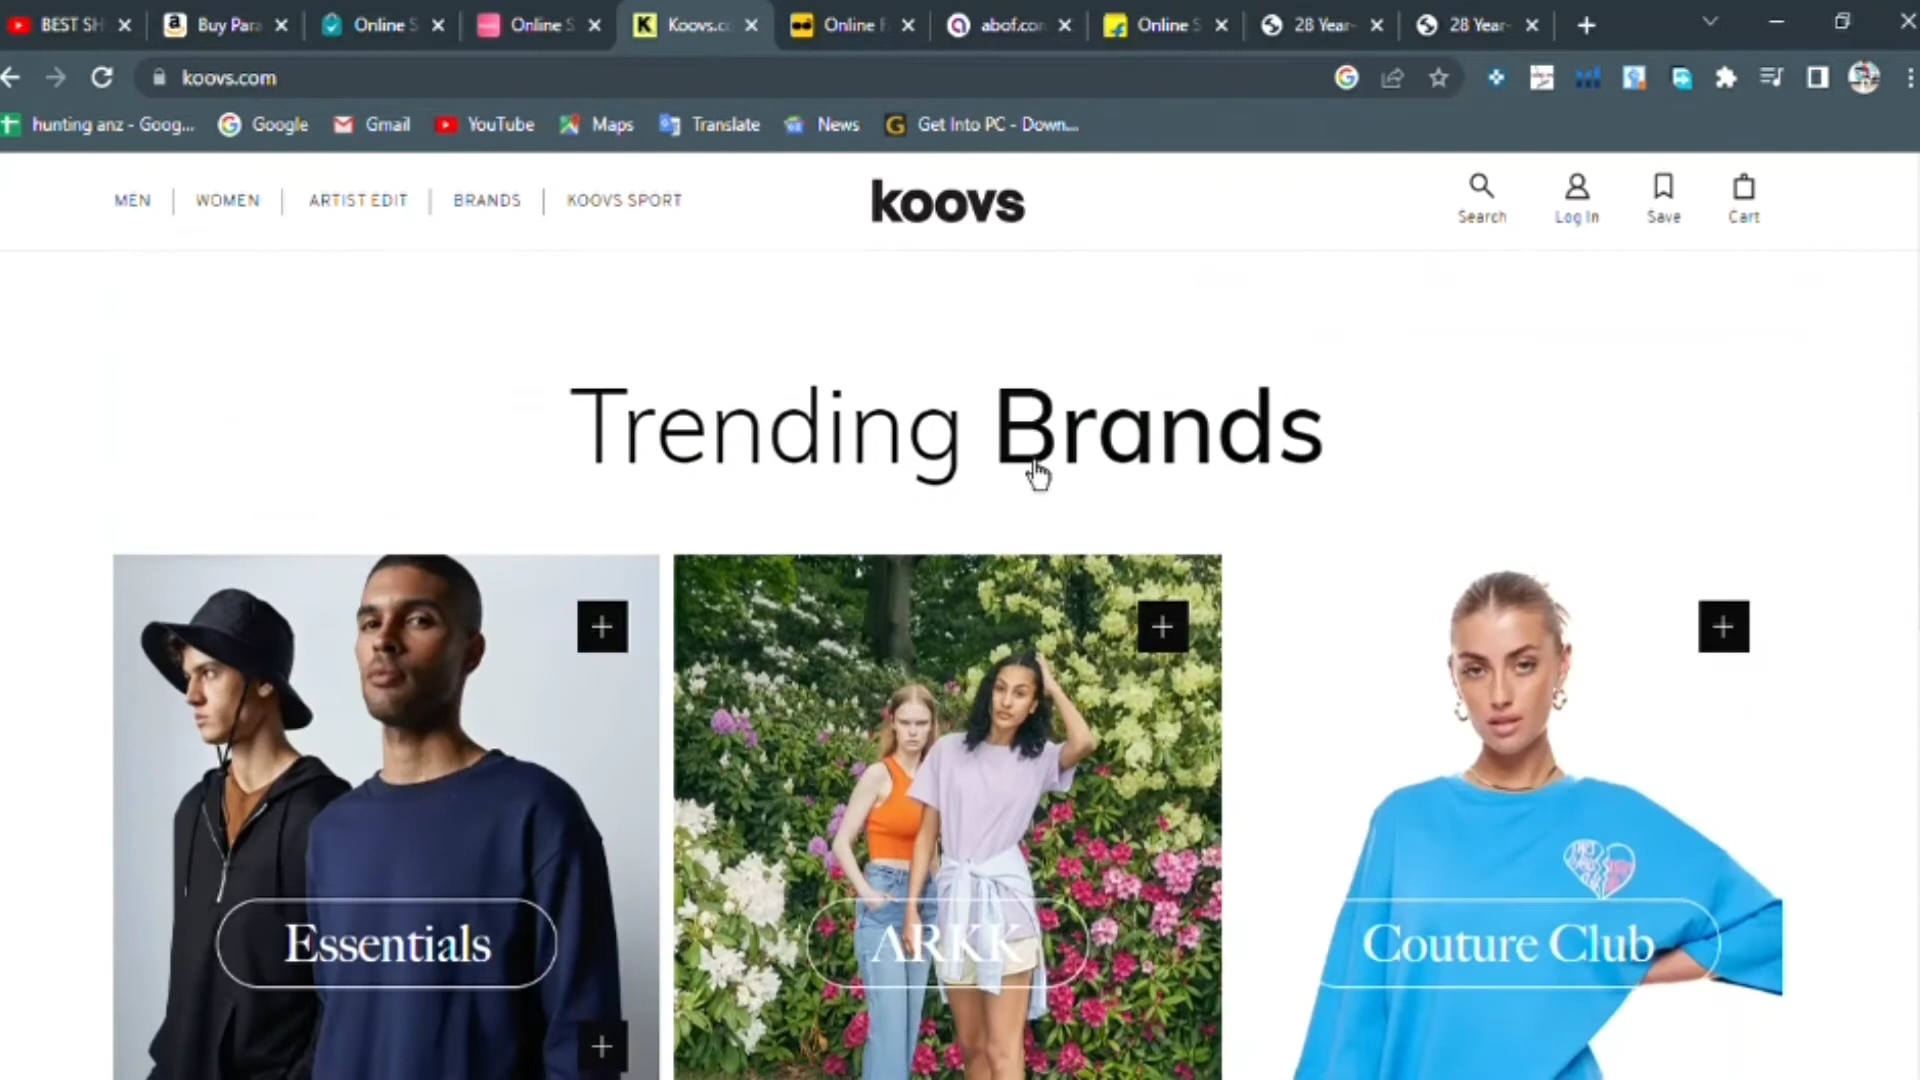 BEST SH
Buy Para
Online S
Online S
Koovs.co
Online F
abof.com
Online S
28 Year-
28 Year-
koovs.com
hunting anz - Goog...
Google
Gmail
YouTube
Maps
Translate
News
Get Into PC - Down...
MEN
WOMEN
ARTIST EDIT
BRANDS
KOOVS SPORT
koovs
Search
Log In
Save
Cart
Trending Brands
Essentials
ARKK
Couture Club